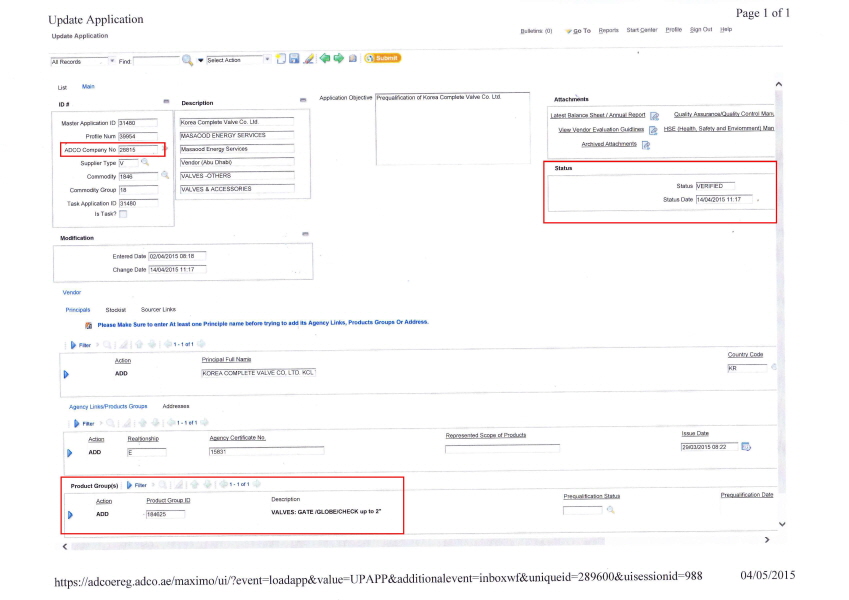 Update Application
Page 1 of 1
Update Application
Bulletins: (0) Go To Reports Start Center Profile Sign Out Help
All Records Find Select Action Submit
List Main
ID #
Master Application ID 31480
Profile Num 39954
ADCO Company No 28815
Supplier Type V
Commodity 1846
Commodity Group 18
Task Application ID 31480
Is Task?
Description
Korea Complete Valve Co. Ltd.
MASAOOD ENERGY SERVICES
Masaood Energy Services
Vendor (Abu Dhabi)
VALVES -OTHERS
VALVES & ACCESSORIES
Application Objective Prequalification of Korea Complete Valve Co. Ltd.
Attachments
Latest Balance Sheet / Annual Report Quality Assurance/Quality Control Manu
View Vendor Evaluation Guidlines HSE (Health, Safety and Enviornment) Man
Archived Attachments
Status
Status VERIFIED
Status Date 14/04/2015 11:17
Modification
Entered Date 02/04/2015 08:18
Change Date 14/04/2015 11:17
Vendor
Principals Stockist Sourcer Links
Please Make Sure to enter At least one Principle name before trying to add its Agency Links, Products Groups Or Address.
Filter 1 - 1 of 1
Action Principal Full Name Country Code
ADD KOREA COMPLETE VALVE CO. LTD. KCL KR
Agency Links/Products Groups Addresses
Filter 1 - 1 of 1
Action Realtionship Agency Certificate No. Represented Scope of Products Issue Date
ADD E 15831 29/03/2015 08:22
Product Group(s) Filter 1 - 1 of 1
Action Product Group ID Description Prequalification Status Prequalification Date
ADD 184625 VALVES: GATE /GLOBE/CHECK up to 2"
https://adcoereg.adco.ae/maximo/ui/?event=loadapp&value=UPAPP&additionalevent=inboxwf&uniqueid=289600&uisessionid=988 04/05/2015